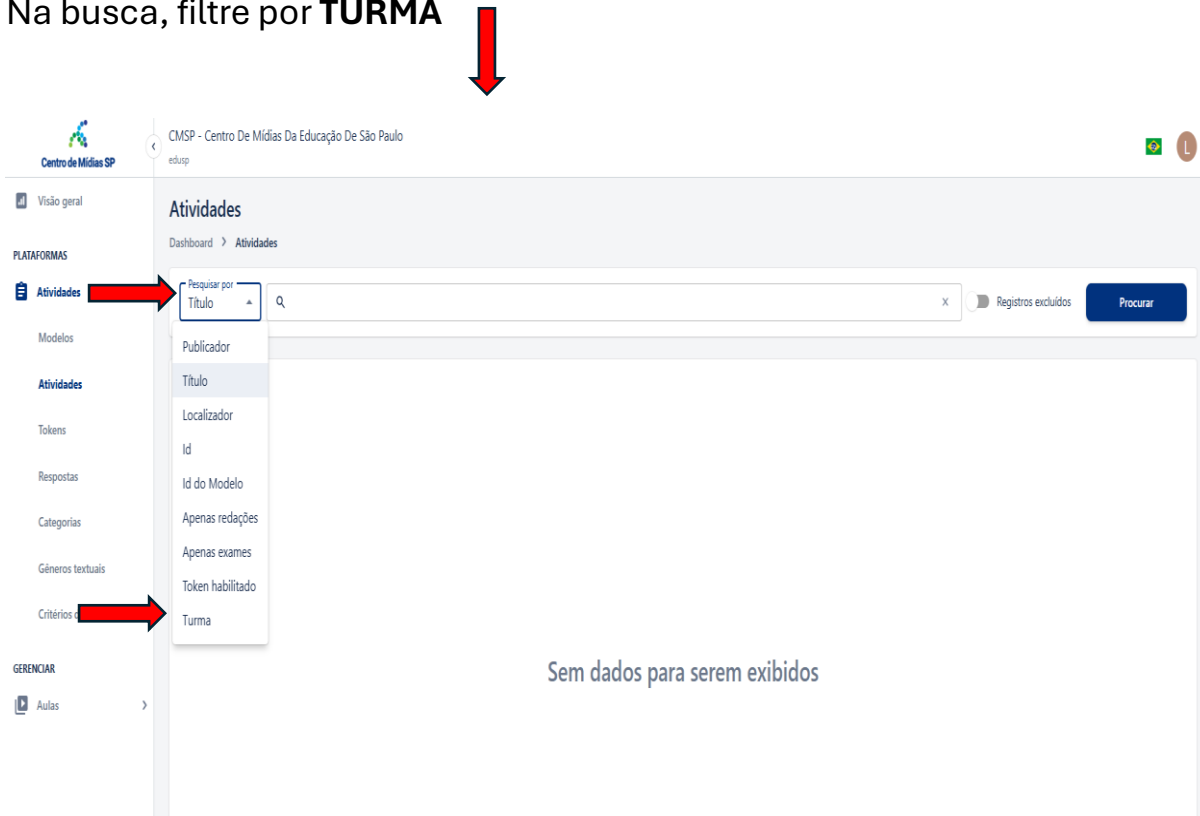 Na busca, filtre por TURMA
Centro de Mídias SP
CMSP - Centro De Mídias Da Educação De São Paulo
edusp
L
Visão geral
PLATAFORMAS
Atividades
Modelos
Atividades
Tokens
Respostas
Categorias
Gêneros textuais
Critérios
GERENCIAR
Aulas
Atividades
Dashboard > Atividades
Pesquisar por
Título
x
Registros excluídos
Procurar
Publicador
Título
Localizador
Id
Id do Modelo
Apenas redações
Apenas exames
Token habilitado
Turma
Sem dados para serem exibidos